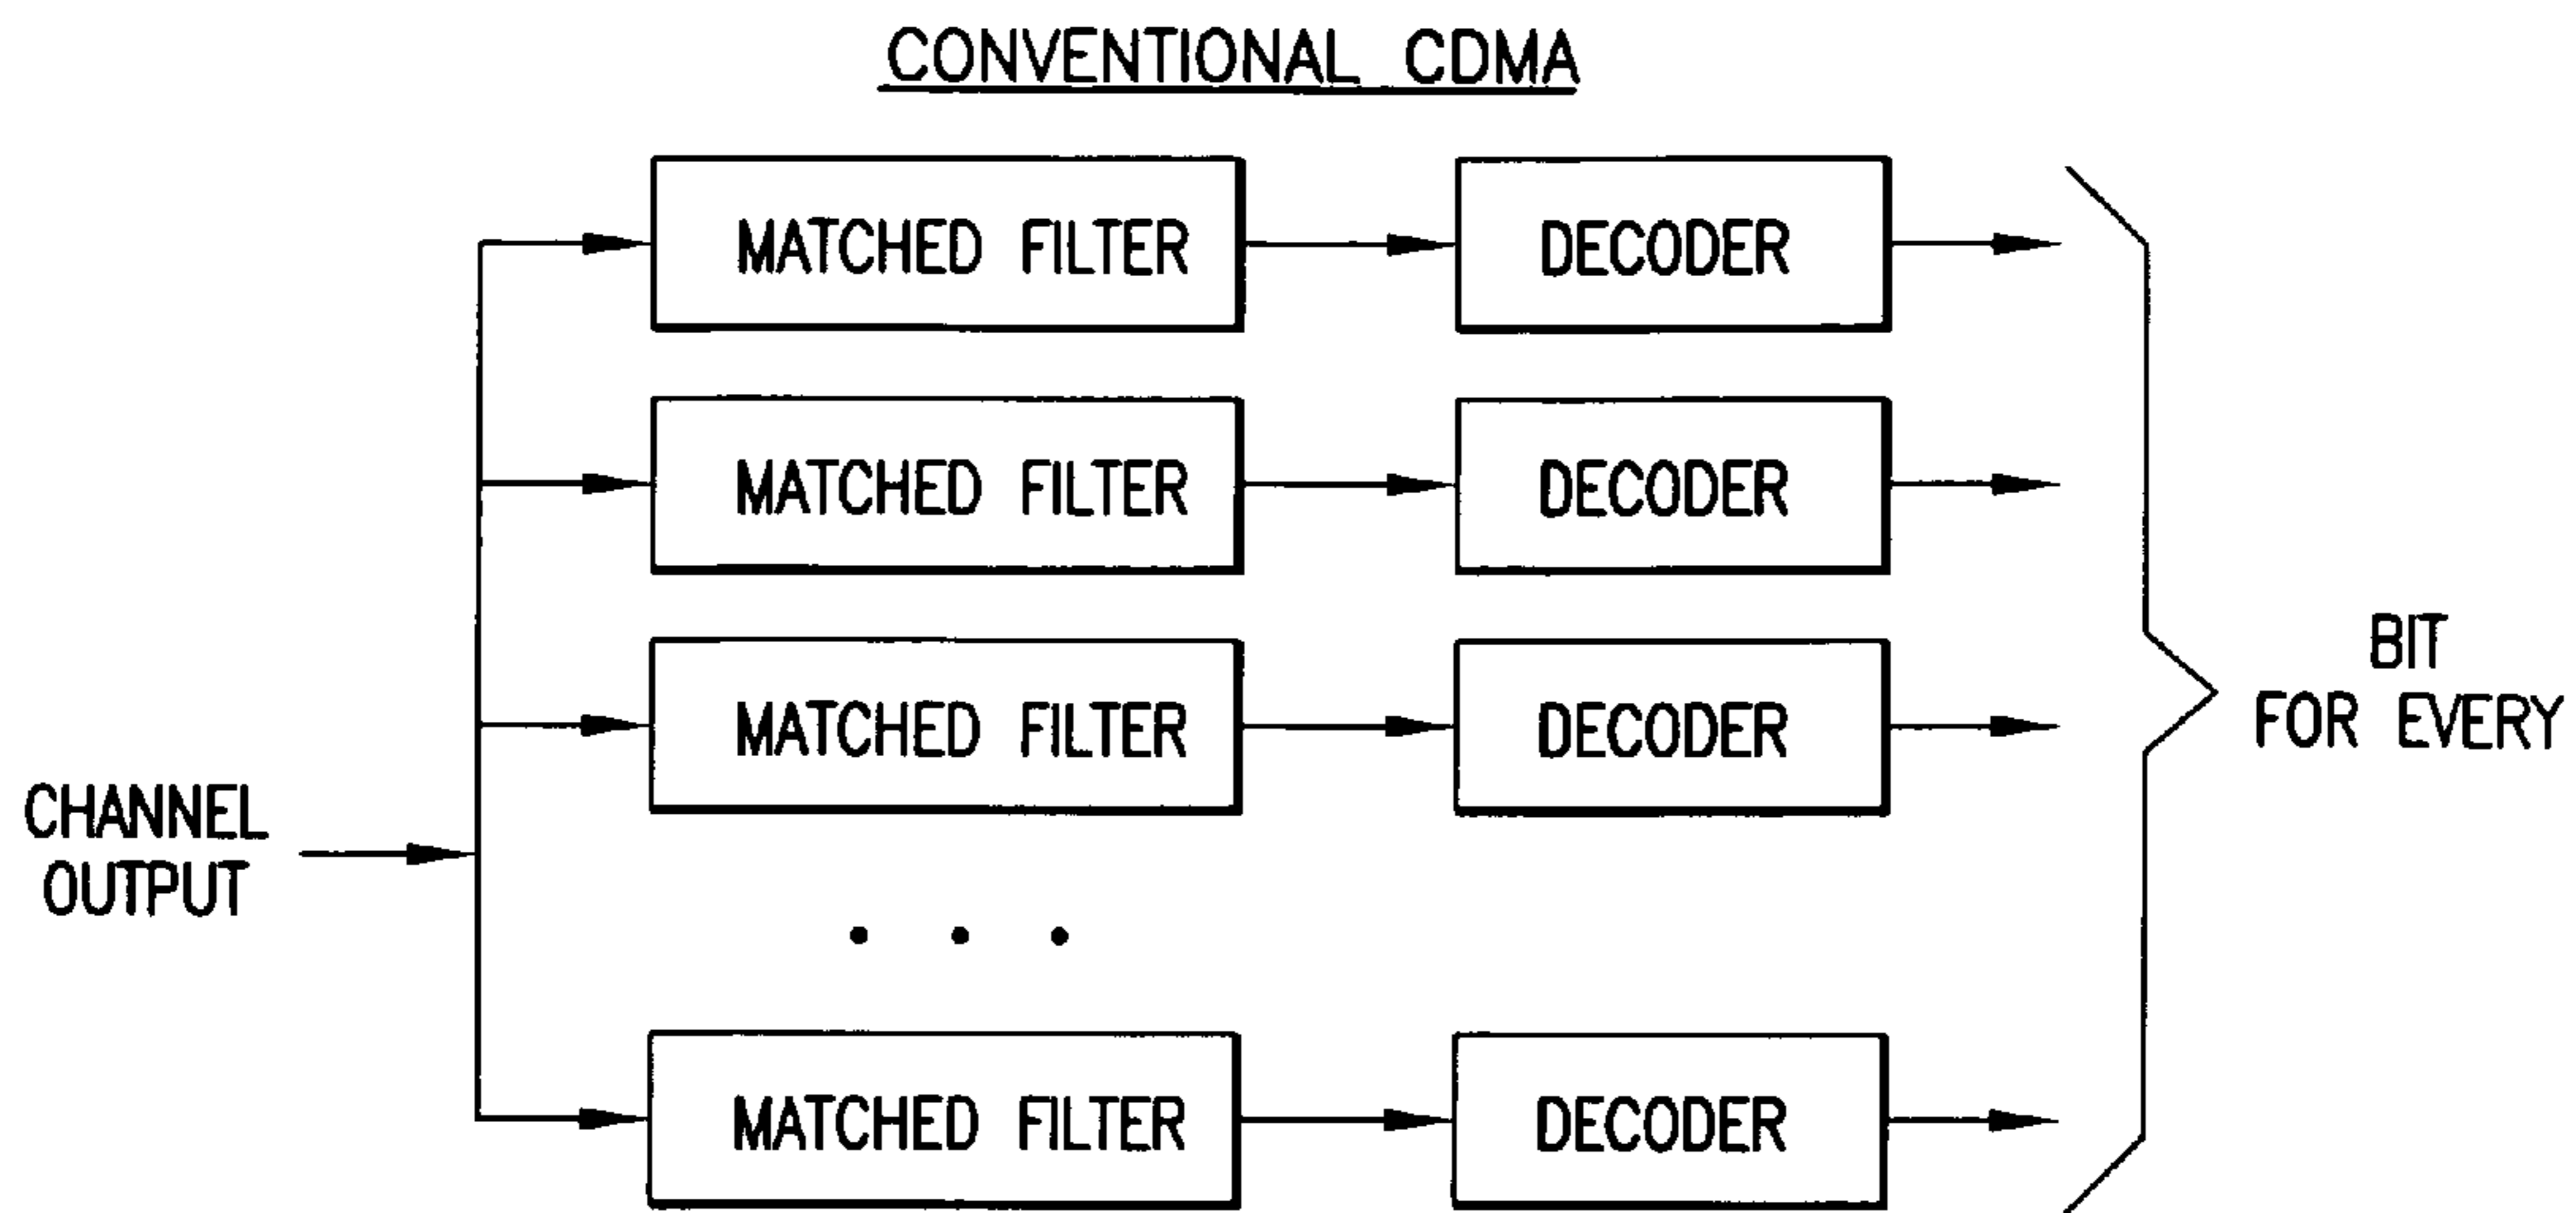 CONVENTIONAL CDMA
MATCHED FILTER
DECODER
MATCHED FILTER
DECODER
MATCHED FILTER
DECODER
BIT
FOR EVERY
CHANNEL
OUTPUT
MATCHED FILTER
DECODER